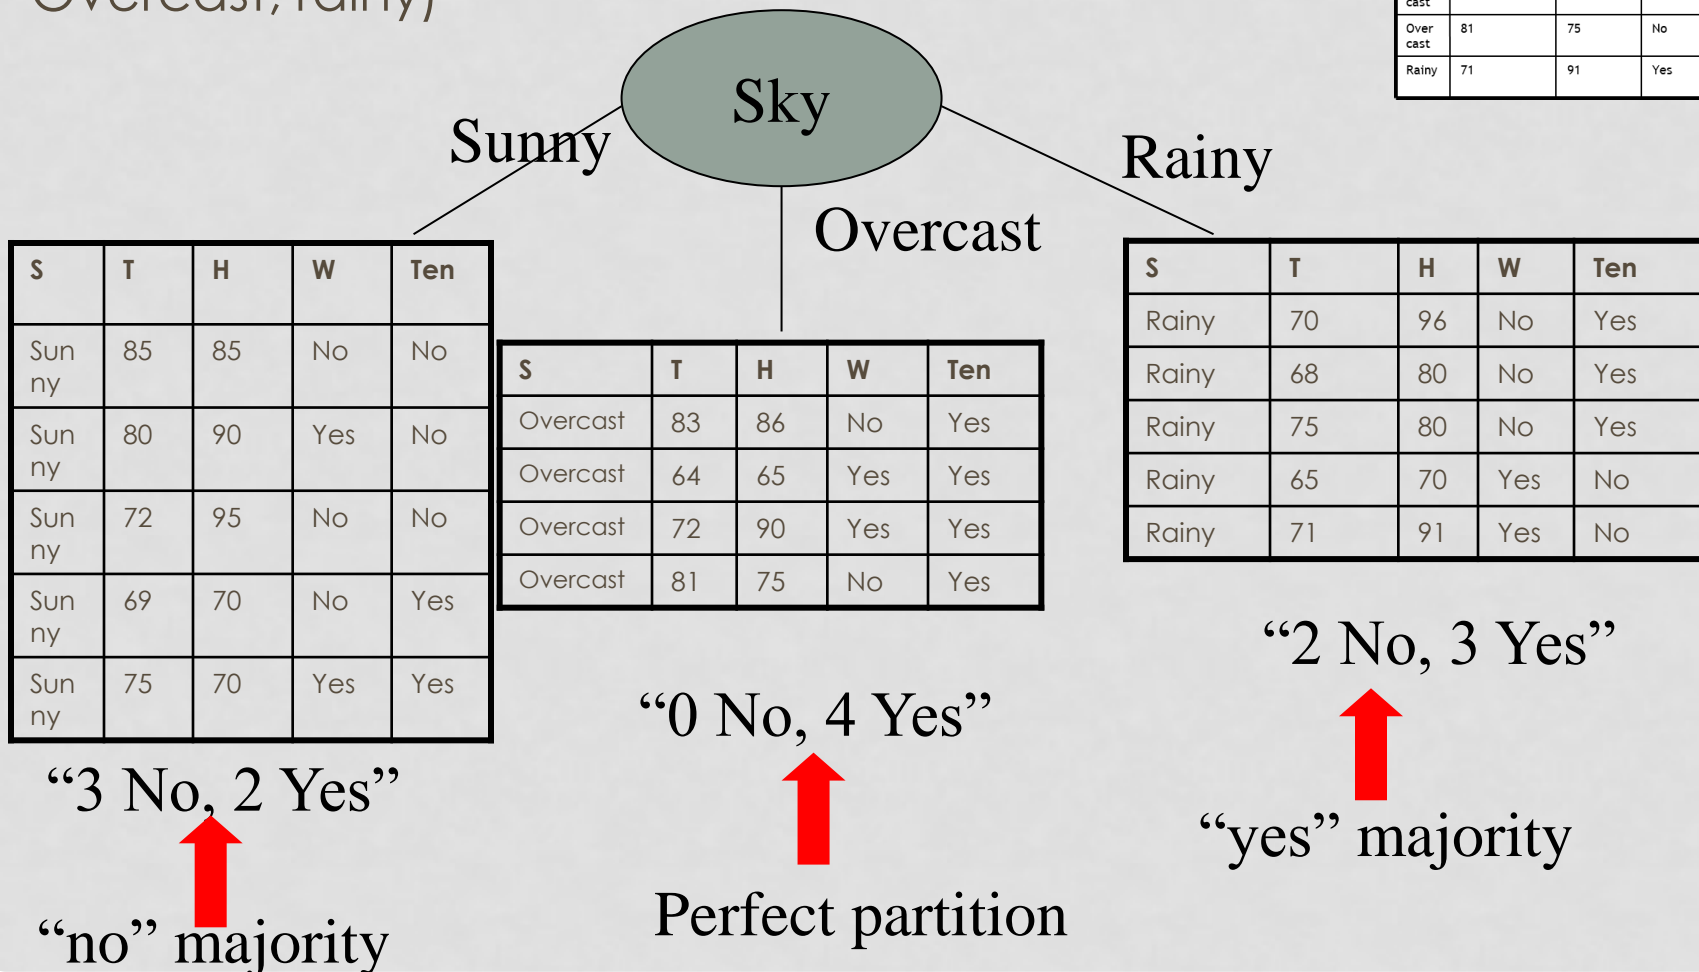 Overcast, rainy)
cast
Over cast 81 75 No
Rainy 71 91 Yes
Sky
Sunny
Rainy
Overcast
S T H W Ten
Sun ny 85 85 No No
Sun ny 80 90 Yes No
Sun ny 72 95 No No
Sun ny 69 70 No Yes
Sun ny 75 70 Yes Yes
S T H W Ten
Overcast 83 86 No Yes
Overcast 64 65 Yes Yes
Overcast 72 90 Yes Yes
Overcast 81 75 No Yes
S T H W Ten
Rainy 70 96 No Yes
Rainy 68 80 No Yes
Rainy 75 80 No Yes
Rainy 65 70 Yes No
Rainy 71 91 Yes No
“3 No, 2 Yes”
“no” majority
“0 No, 4 Yes”
Perfect partition
“2 No, 3 Yes”
“yes” majority